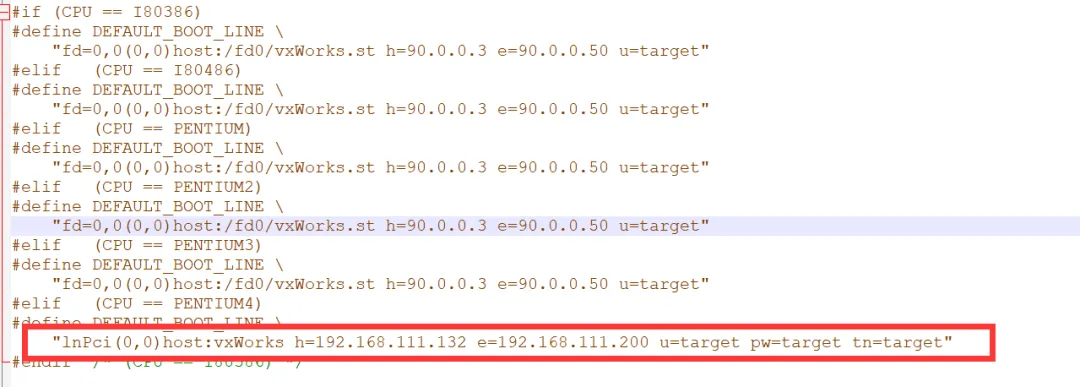 #if (CPU == I80386)
#define DEFAULT_BOOT_LINE \
    "fd=0,0(0,0)host:/fd0/vxWorks.st h=90.0.0.3 e=90.0.0.50 u=target"
#elif   (CPU == I80486)
#define DEFAULT_BOOT_LINE \
    "fd=0,0(0,0)host:/fd0/vxWorks.st h=90.0.0.3 e=90.0.0.50 u=target"
#elif   (CPU == PENTIUM)
#define DEFAULT_BOOT_LINE \
    "fd=0,0(0,0)host:/fd0/vxWorks.st h=90.0.0.3 e=90.0.0.50 u=target"
#elif   (CPU == PENTIUM2)
#define DEFAULT_BOOT_LINE \
    "fd=0,0(0,0)host:/fd0/vxWorks.st h=90.0.0.3 e=90.0.0.50 u=target"
#elif   (CPU == PENTIUM3)
#define DEFAULT_BOOT_LINE \
    "fd=0,0(0,0)host:/fd0/vxWorks.st h=90.0.0.3 e=90.0.0.50 u=target"
#elif   (CPU == PENTIUM4)
#define DEFAULT_BOOT_LINE \
    "lnPci(0,0)host:vxWorks h=192.168.111.132 e=192.168.111.200 u=target pw=target tn=target"
#endif  /* (CPU == I80386) */